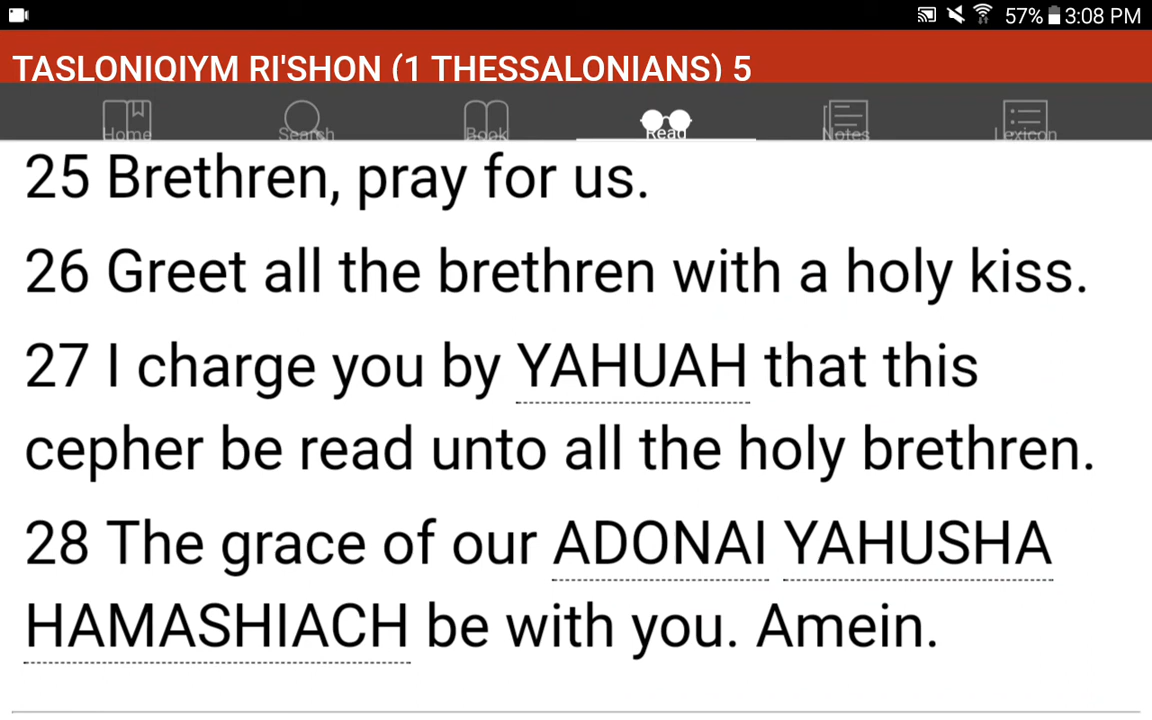 57% 3:08 PM
TASLONIQIYM RI'SHON (1 THESSALONIANS) 5
Home Search Book Read Notes Lexicon
25 Brethren, pray for us.
26 Greet all the brethren with a holy kiss.
27 I charge you by YAHUAH that this
cepher be read unto all the holy brethren.
28 The grace of our ADONAI YAHUSHA
HAMASHIACH be with you. Amein.